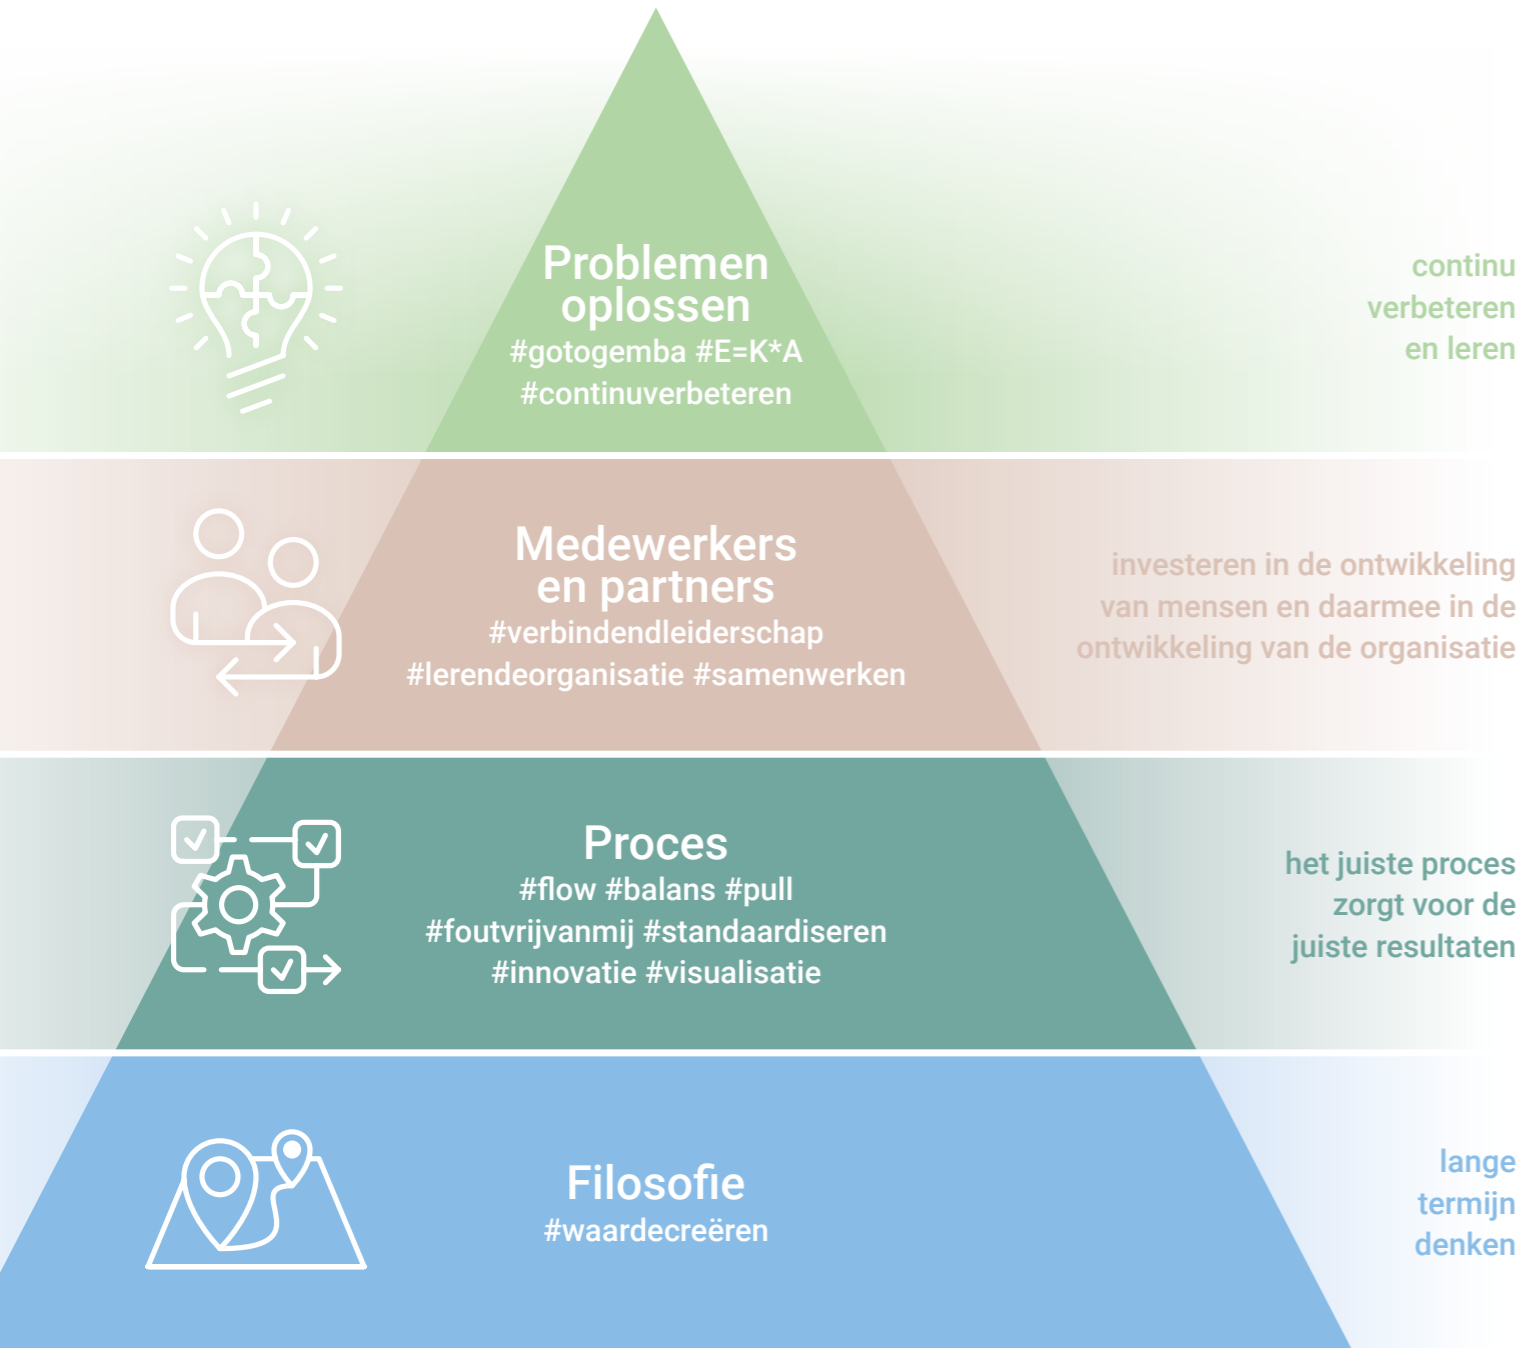 Problemen
oplossen
#gotogemba #E=K*A
#continuverbeteren
continu
verbeteren
en leren
Medewerkers
en partners
#verbindendleiderschap
#lerendeorganisatie #samenwerken
investeren in de ontwikkeling
van mensen en daarmee in de
ontwikkeling van de organisatie
Proces
#flow #balans #pull
#foutvrijvanmij #standaardiseren
#innovatie #visualisatie
het juiste proces
zorgt voor de
juiste resultaten
Filosofie
#waardecreëren
lange
termijn
denken